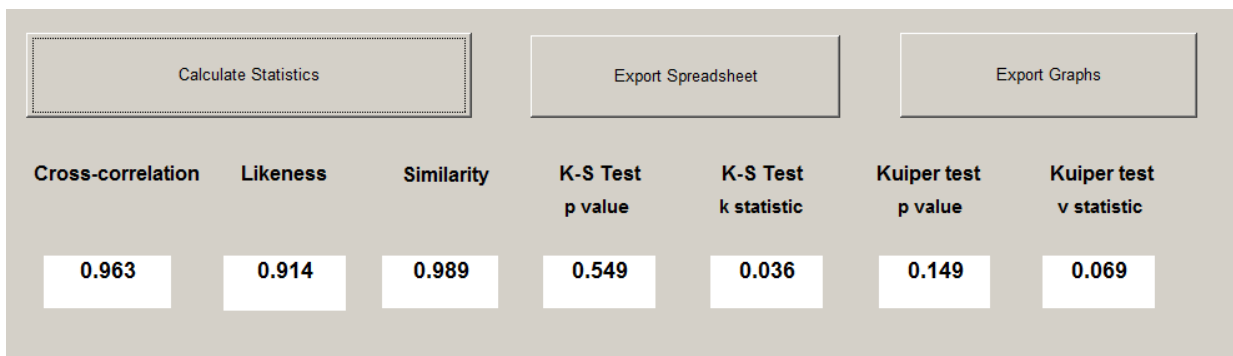 Calculate Statistics Export Spreadsheet Export Graphs
Cross-correlation Likeness Similarity K-S Test K-S Test Kuiper test Kuiper test
p value k statistic p value v statistic
0.963 0.914 0.989 0.549 0.036 0.149 0.069